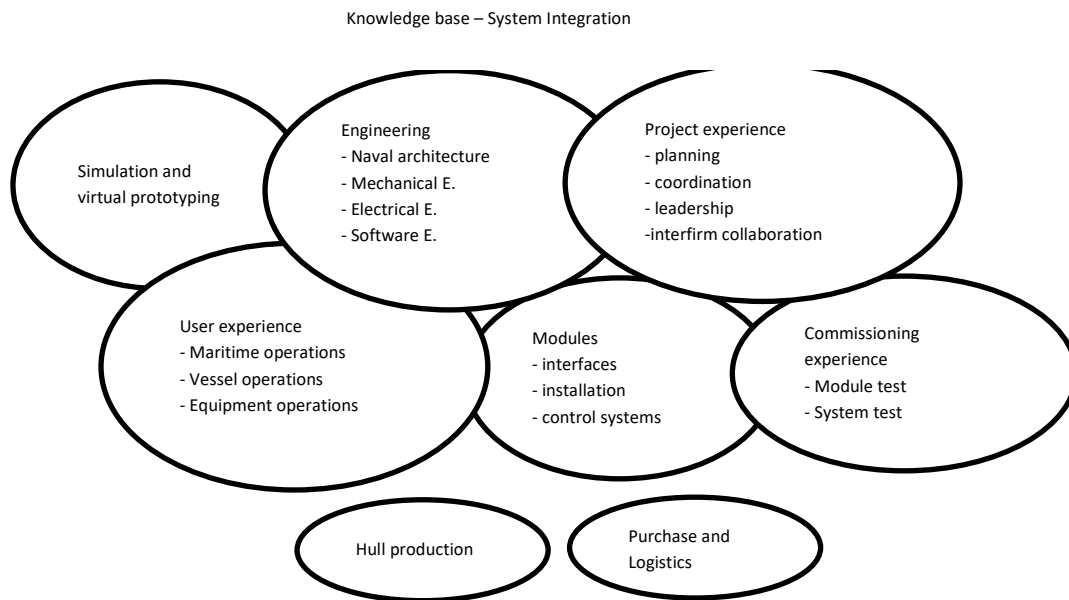 Knowledge base – System Integration
Simulation and
virtual prototyping
Engineering
- Naval architecture
- Mechanical E.
- Electrical E.
- Software E.
Project experience
- planning
- coordination
- leadership
-interfirm collaboration
User experience
- Maritime operations
- Vessel operations
- Equipment operations
Modules
- interfaces
- installation
- control systems
Commissioning
experience
- Module test
- System test
Hull production
Purchase and
Logistics